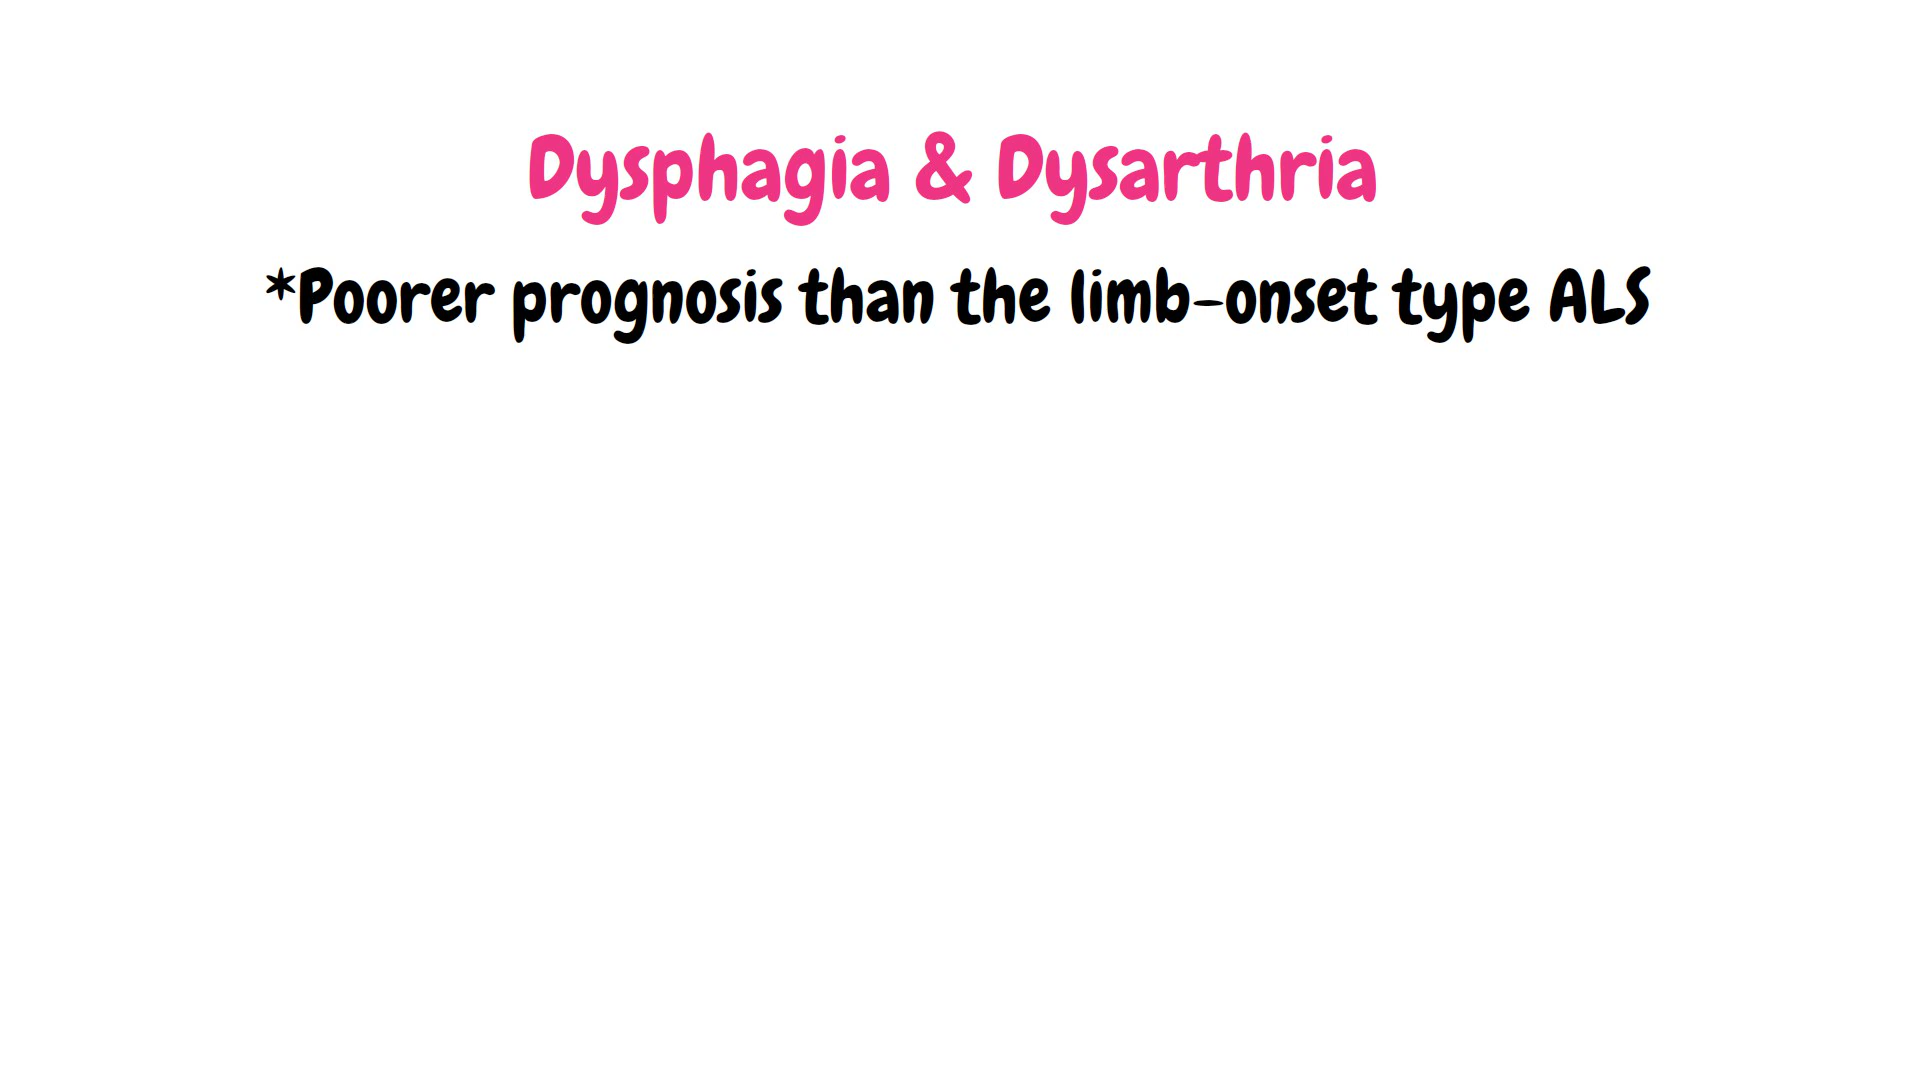 Dysphagia & Dysarthria
*Poorer prognosis than the limb-onset type ALS